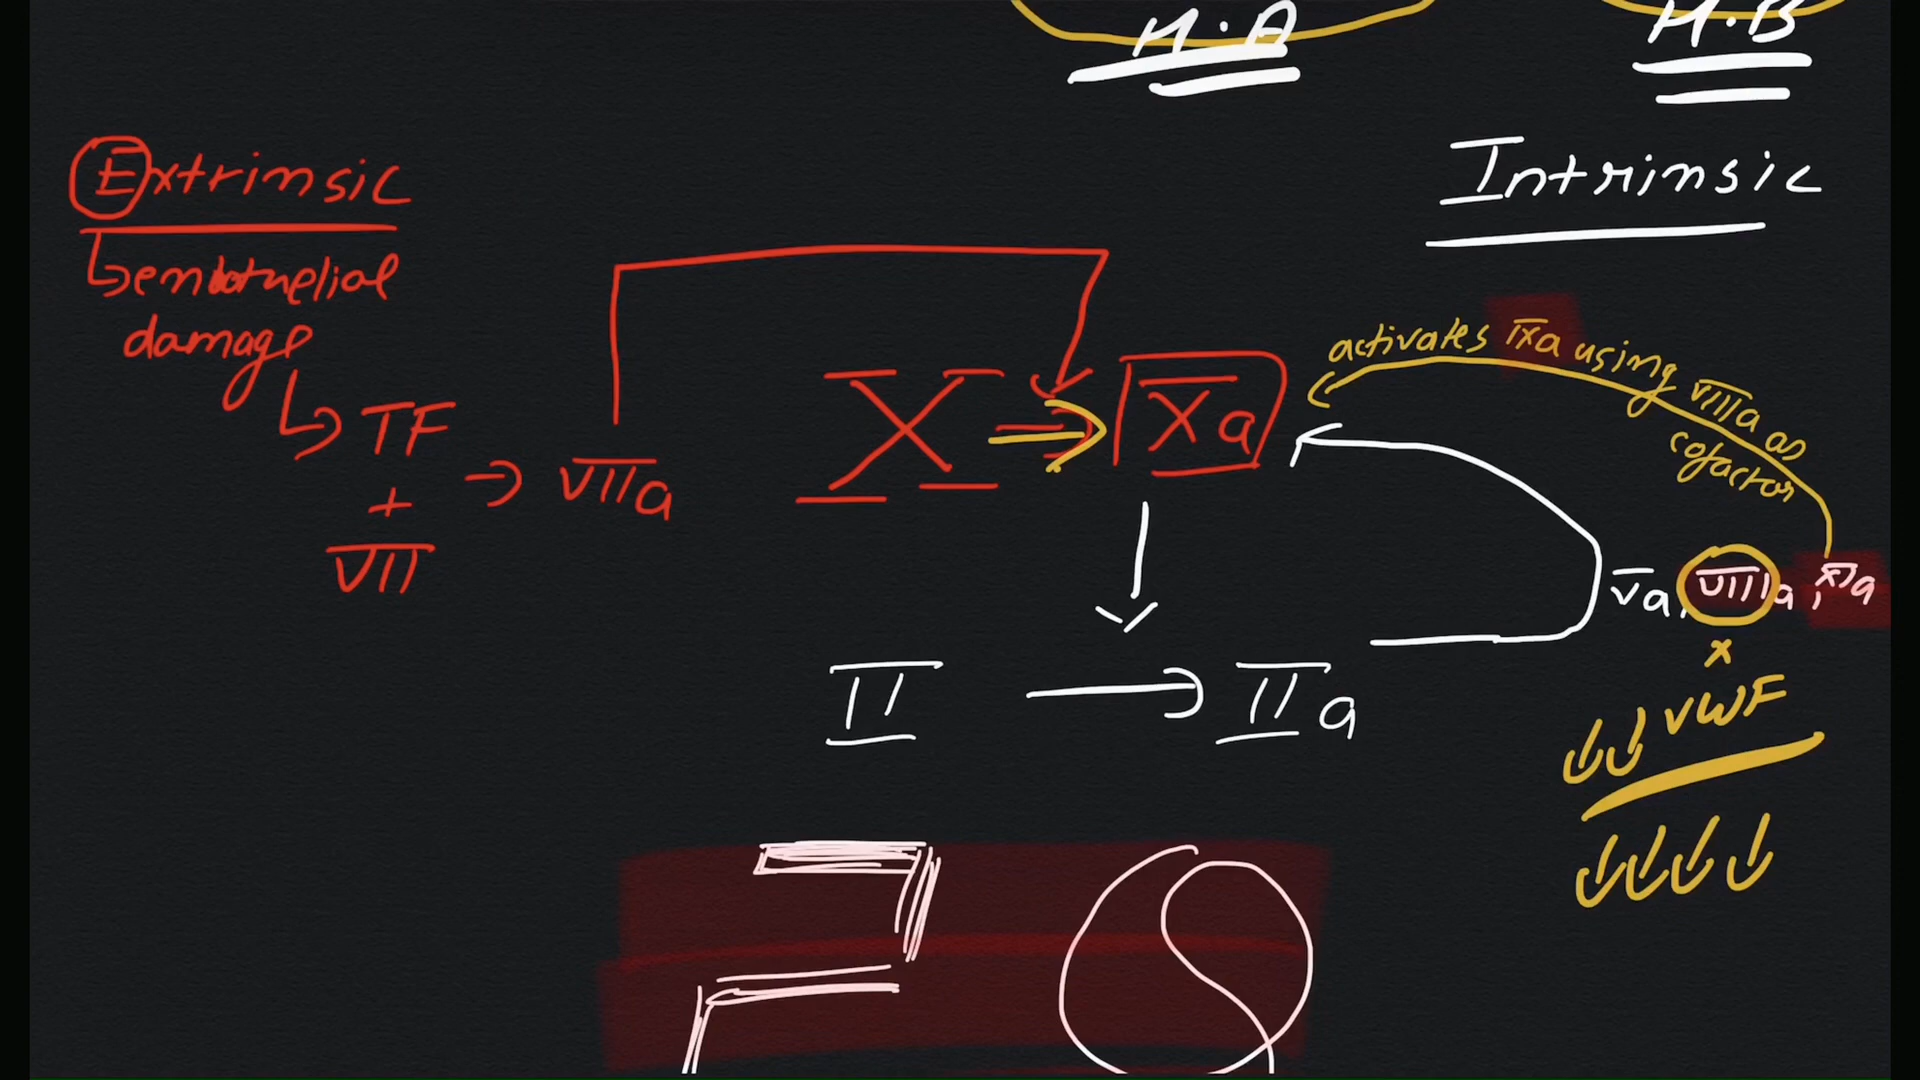 H.A
H.B
Extrinsic
Intrinsic
endothelial
damage
TF
+
VII
→ VIIa
X ⇒ Xa
activates IXa using VIIIa as
cofactor
Va, VIIIa, XIa
x
↓↓ VWF
↓↓↓↓
II → IIa